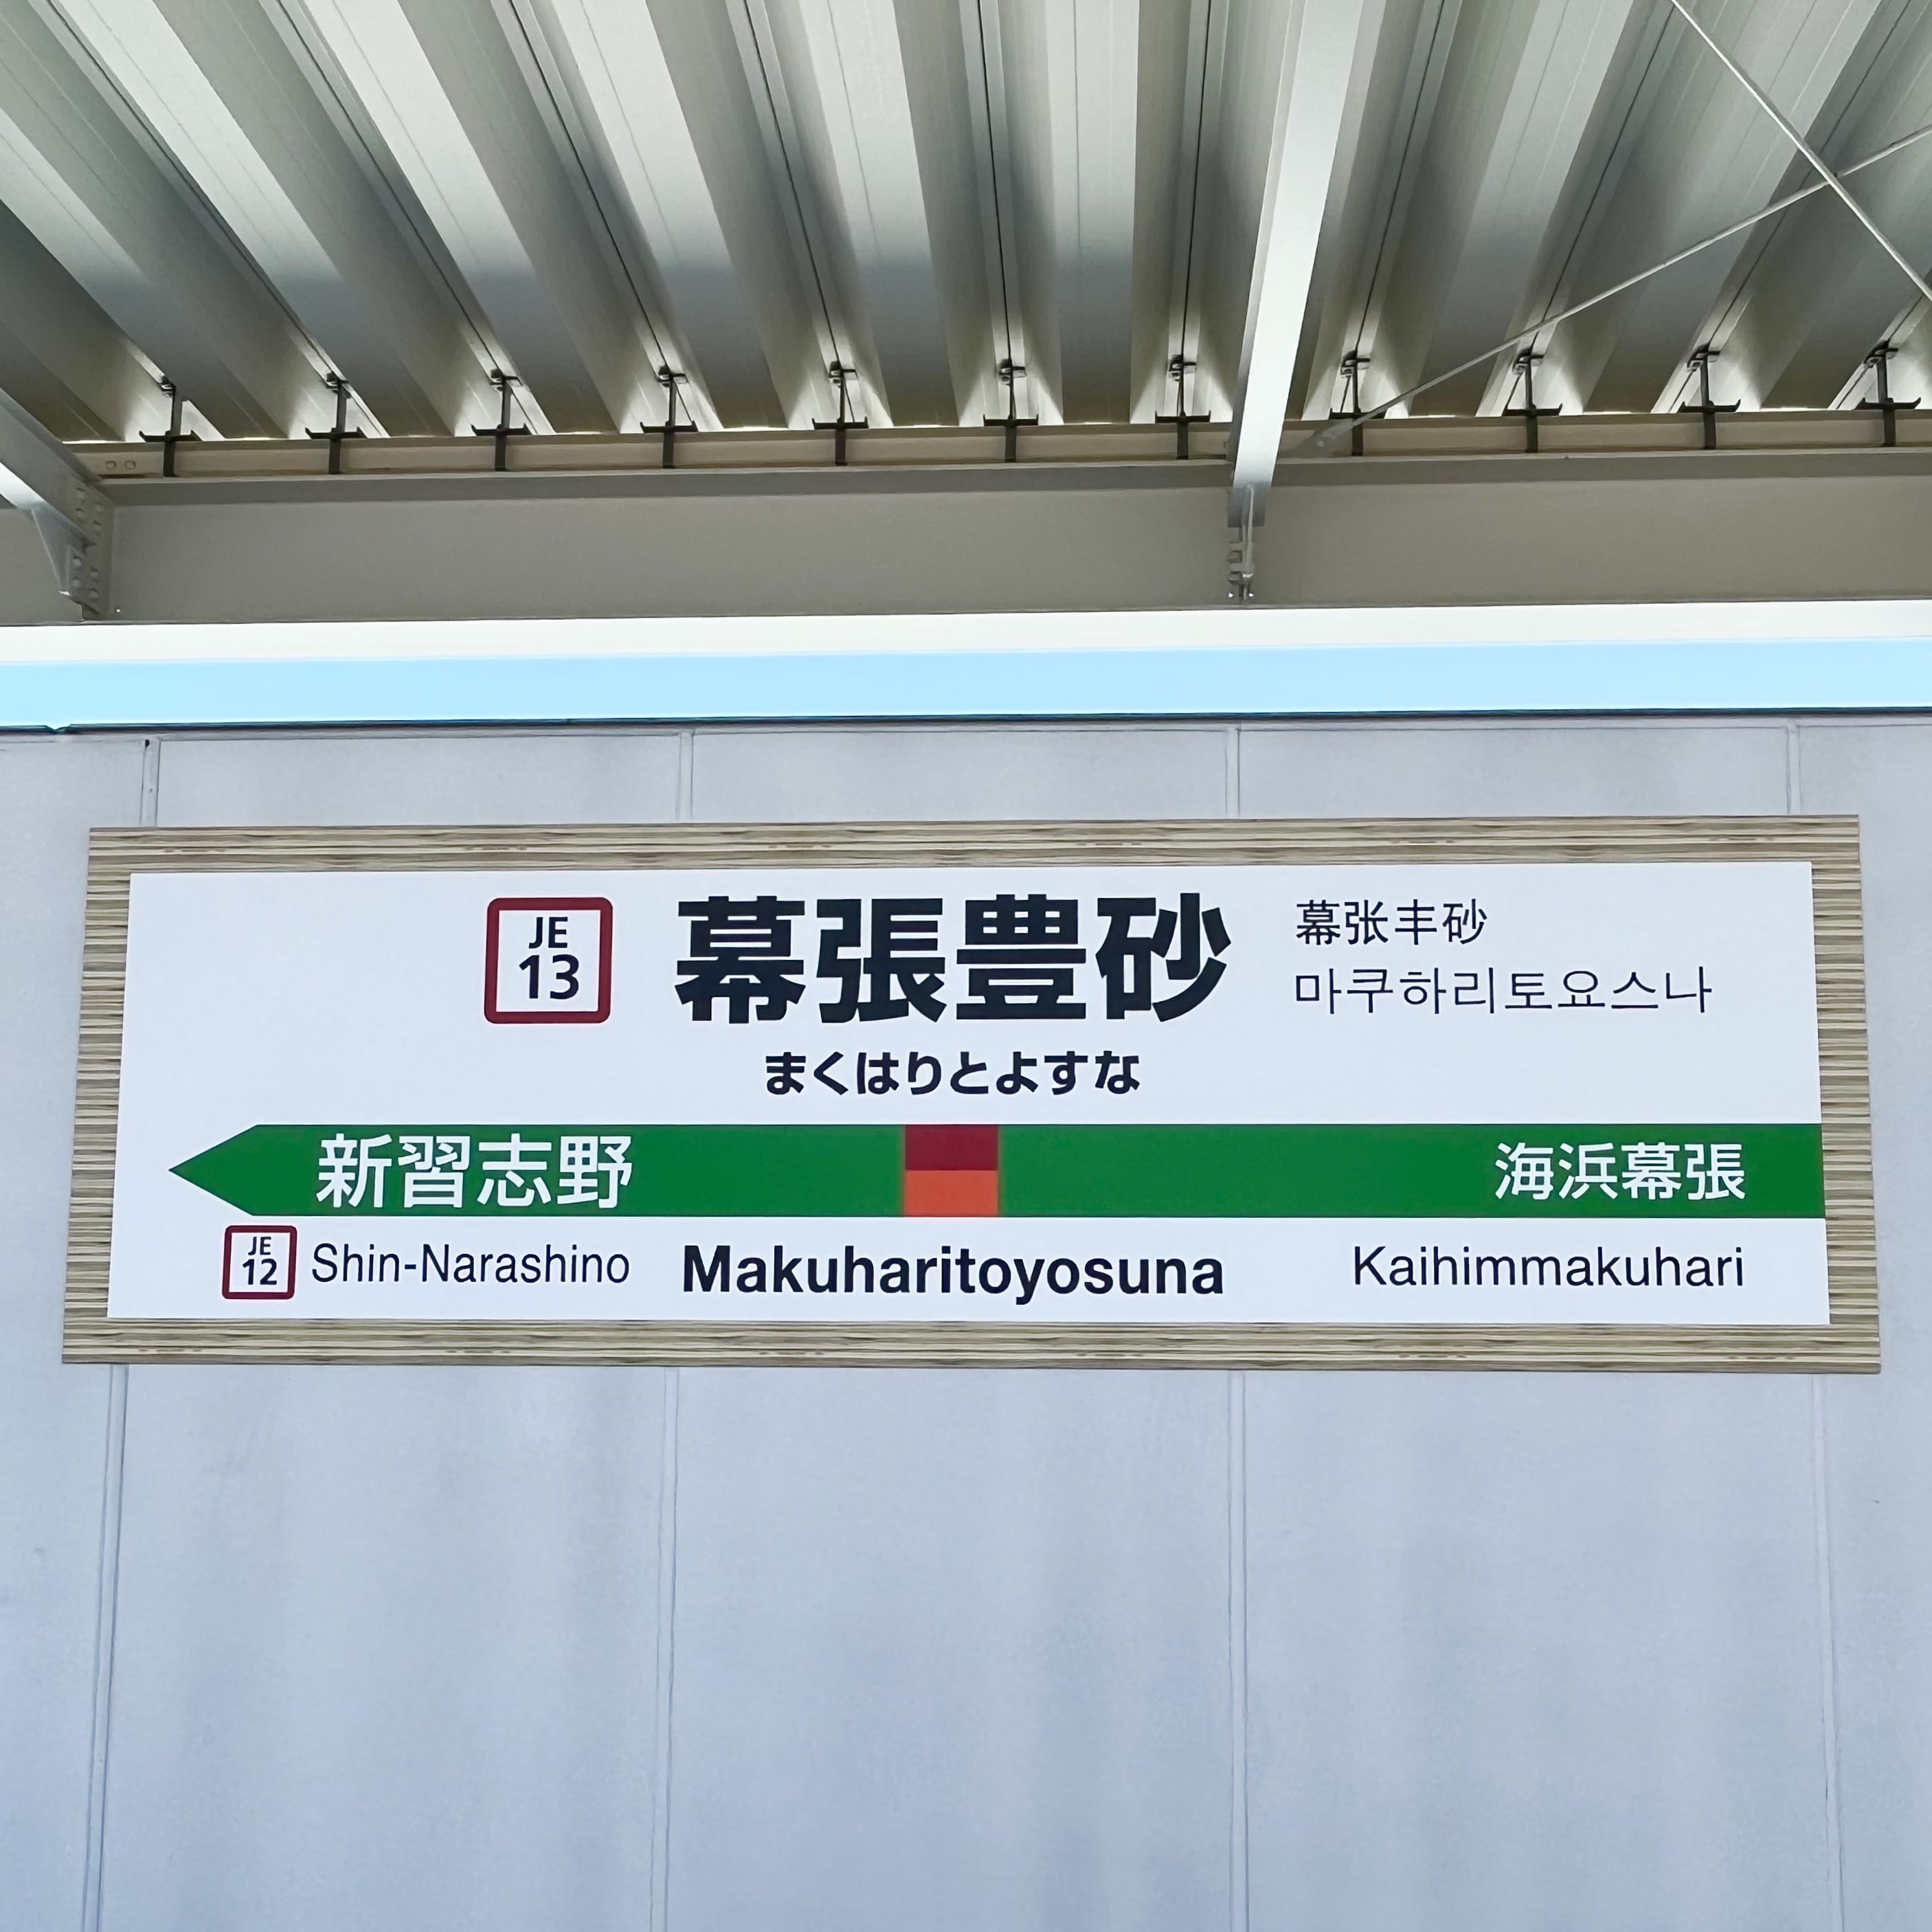 JE
13
幕張豊砂
幕张丰砂
마쿠하리토요스나
まくはりとよすな
新習志野
海浜幕張
JE
12
Shin-Narashino
Makuharitoyosuna
Kaihimmakuhari